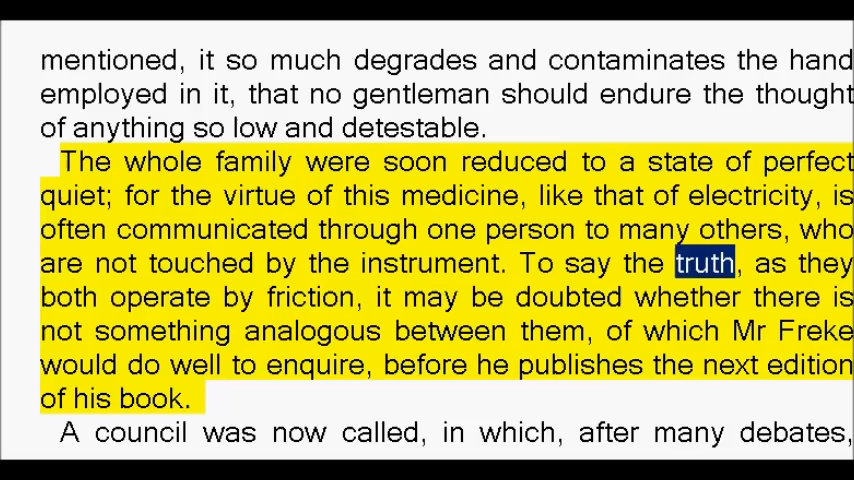 mentioned, it so much degrades and contaminates the hand
employed in it, that no gentleman should endure the thought
of anything so low and detestable.
The whole family were soon reduced to a state of perfect
quiet; for the virtue of this medicine, like that of electricity, is
often communicated through one person to many others, who
are not touched by the instrument. To say the truth, as they
both operate by friction, it may be doubted whether there is
not something analogous between them, of which Mr Freke
would do well to enquire, before he publishes the next edition
of his book.
A council was now called, in which, after many debates,